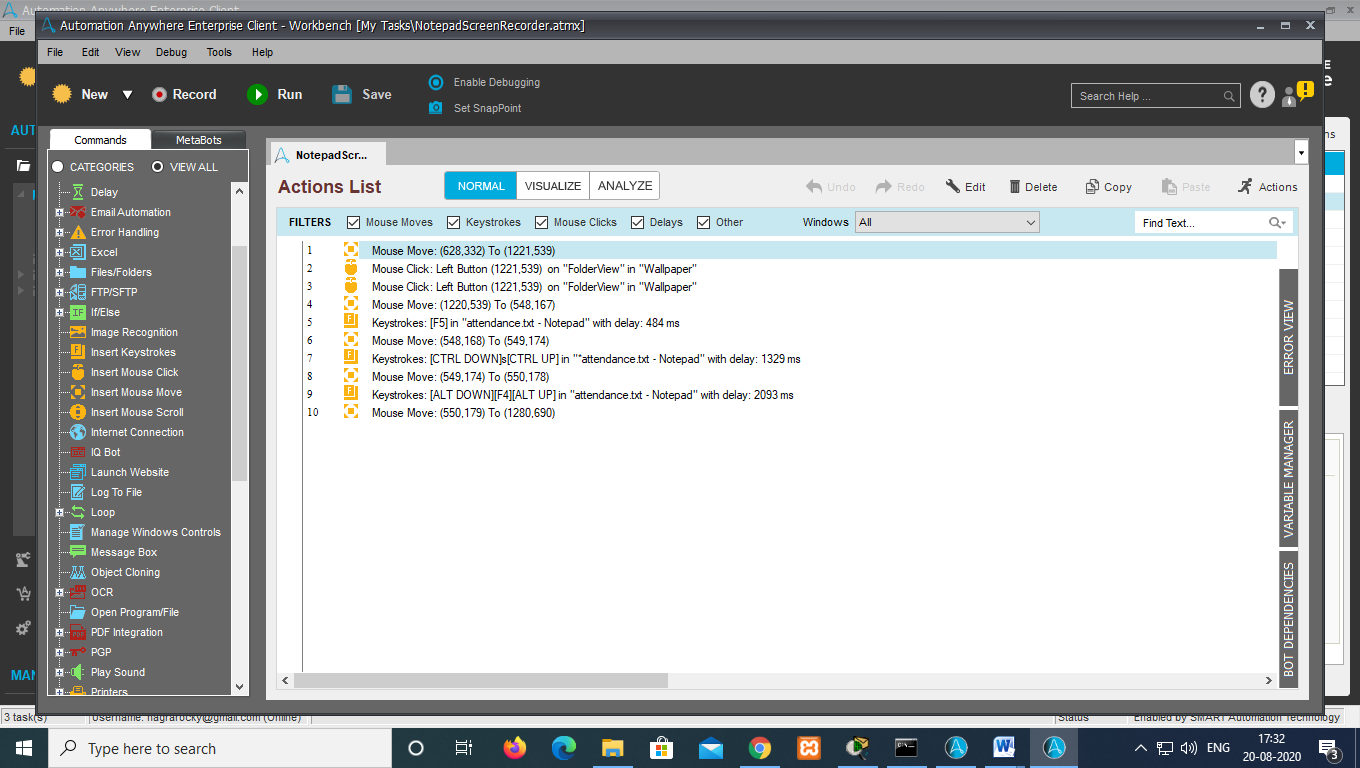 Automation Anywhere Enterprise Client
File
Automation Anywhere Enterprise Client - Workbench [My Tasks\NotepadScreenRecorder.atmx]
File Edit View Debug Tools Help
New Record Run Save
Enable Debugging
Set SnapPoint
Search Help ...
AUT
MAN
Commands MetaBots
CATEGORIES VIEW ALL
Delay
Email Automation
Error Handling
Excel
Files/Folders
FTP/SFTP
If/Else
Image Recognition
Insert Keystrokes
Insert Mouse Click
Insert Mouse Move
Insert Mouse Scroll
Internet Connection
IQ Bot
Launch Website
Log To File
Loop
Manage Windows Controls
Message Box
Object Cloning
OCR
Open Program/File
PDF Integration
PGP
Play Sound
Printers
NotepadScr...
Actions List NORMAL VISUALIZE ANALYZE Undo Redo Edit Delete Copy Paste Actions
FILTERS Mouse Moves Keystrokes Mouse Clicks Delays Other Windows All Find Text...
1 Mouse Move: (628,332) To (1221,539)
2 Mouse Click: Left Button (1221,539) on "FolderView" in "Wallpaper"
3 Mouse Click: Left Button (1221,539) on "FolderView" in "Wallpaper"
4 Mouse Move: (1220,539) To (548,167)
5 Keystrokes: [F5] in "attendance.txt - Notepad" with delay: 484 ms
6 Mouse Move: (548,168) To (549,174)
7 Keystrokes: [CTRL DOWN]s[CTRL UP] in "*attendance.txt - Notepad" with delay: 1329 ms
8 Mouse Move: (549,174) To (550,178)
9 Keystrokes: [ALT DOWN][F4][ALT UP] in "attendance.txt - Notepad" with delay: 2093 ms
10 Mouse Move: (550,179) To (1280,690)
ERROR VIEW
VARIABLE MANAGER
BOT DEPENDENCIES
3 task(s) Username: nagrarocky@gmail.com (Online) Status Enabled by SMART Automation Technology
Type here to search
ENG
17:32
20-08-2020
3